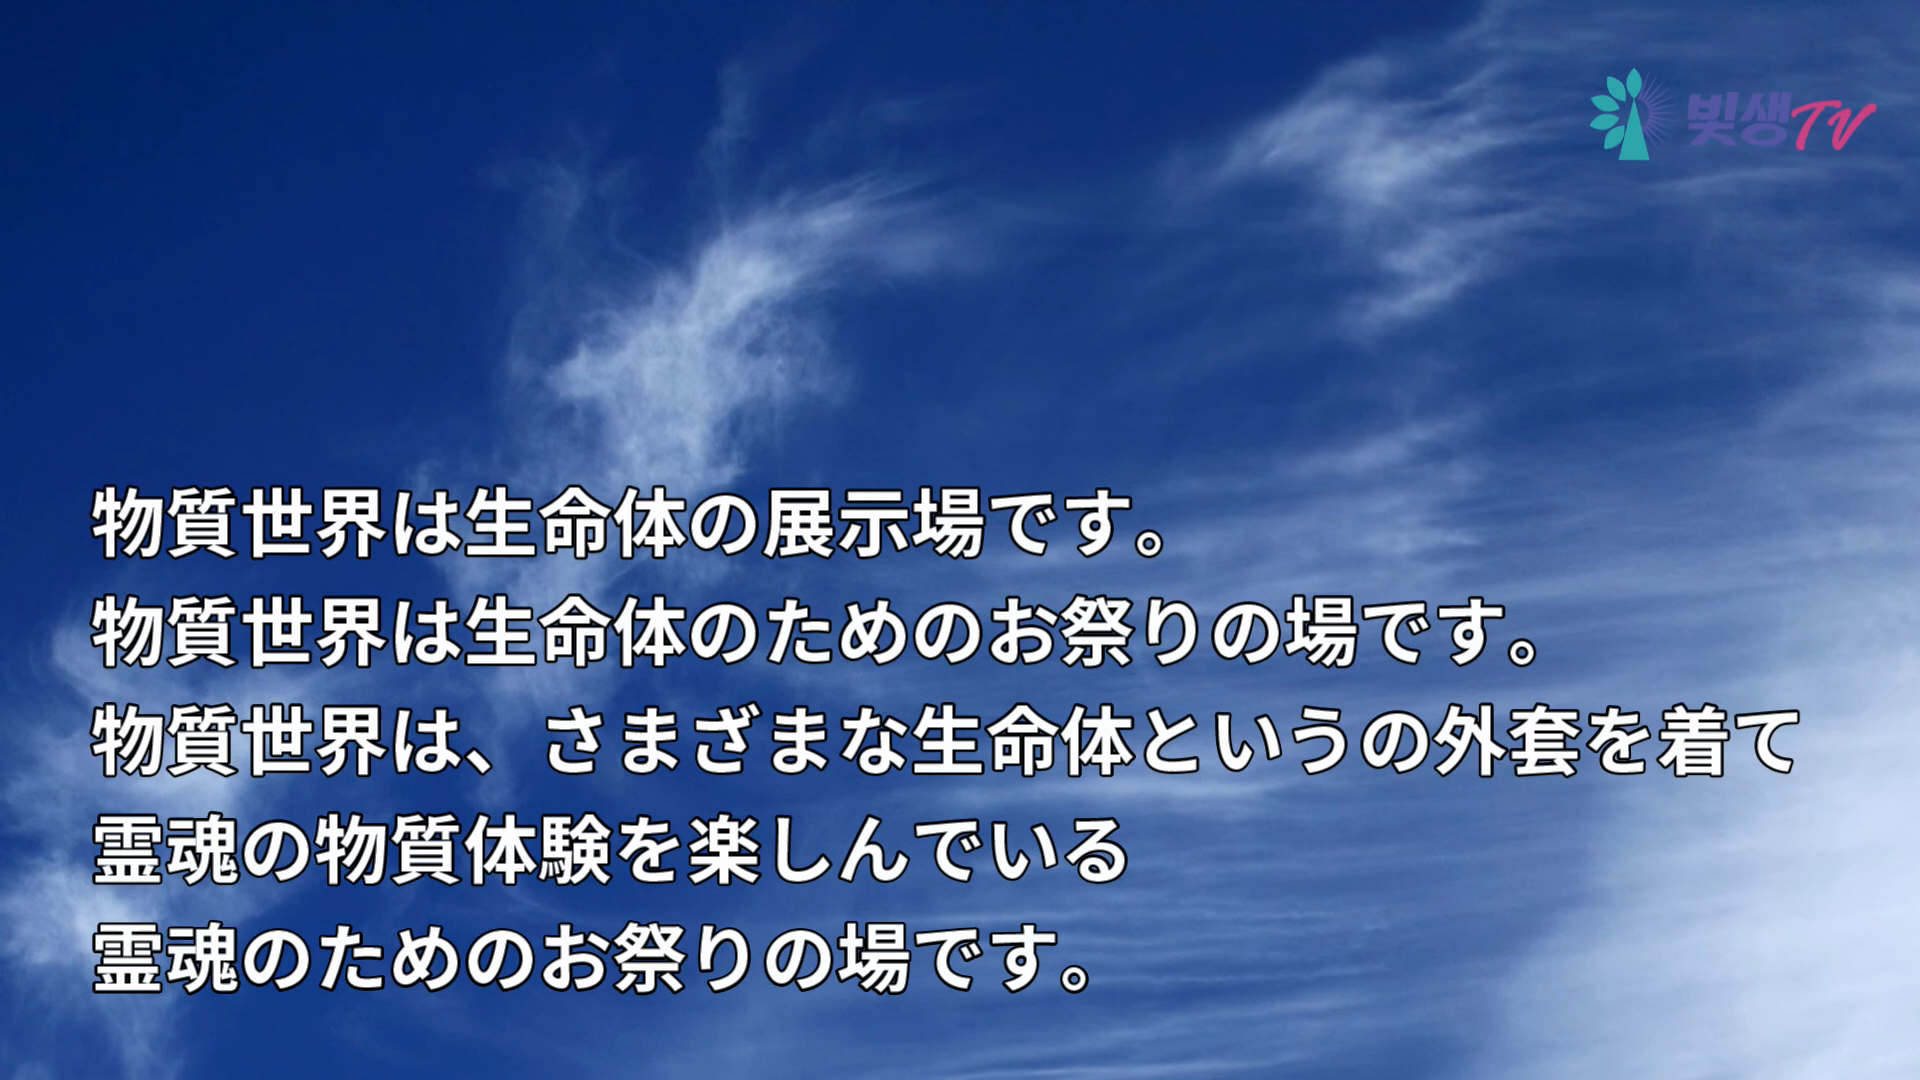 빛생TV
物質世界は生命体の展示場です。
物質世界は生命体のためのお祭りの場です。
物質世界は、さまざまな生命体というの外套を着て
霊魂の物質体験を楽しんでいる
霊魂のためのお祭りの場です。